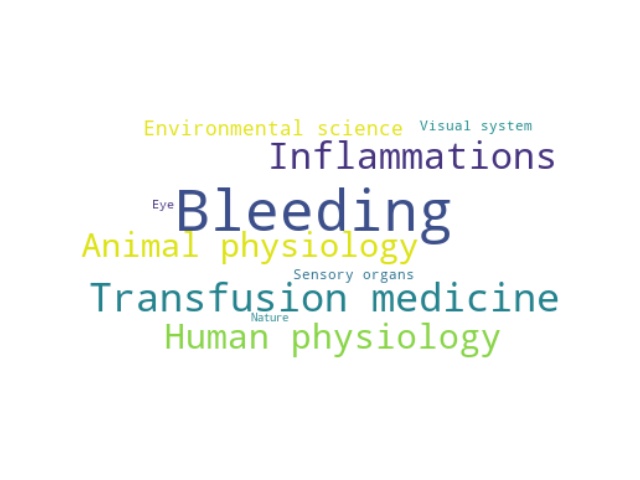 Environmental science
Visual system
Inflammations
Eye
Bleeding
Animal physiology
Sensory organs
Transfusion medicine
Nature
Human physiology